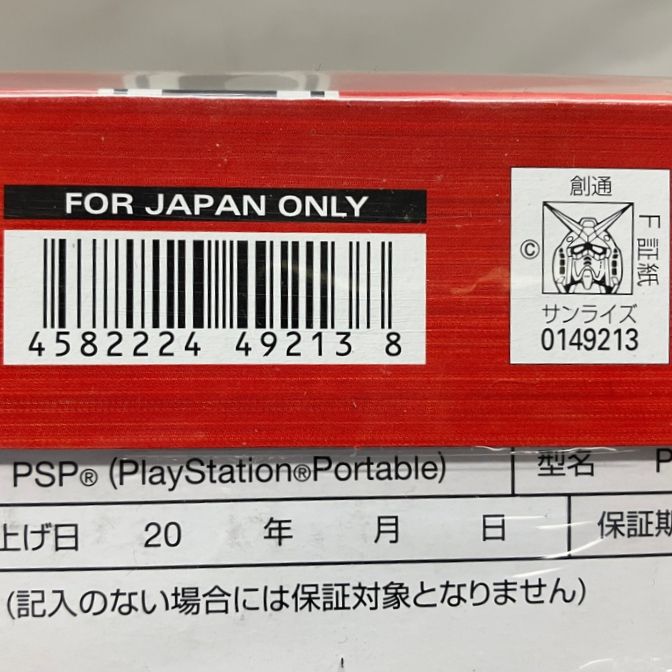 FOR JAPAN ONLY
4582224 49213 8
創通
©
F証紙
サンライズ
0149213
PSP® (PlayStation®Portable)
型名 P
上げ日 20 年 月 日
保証期
(記入のない場合には保証対象となりません)